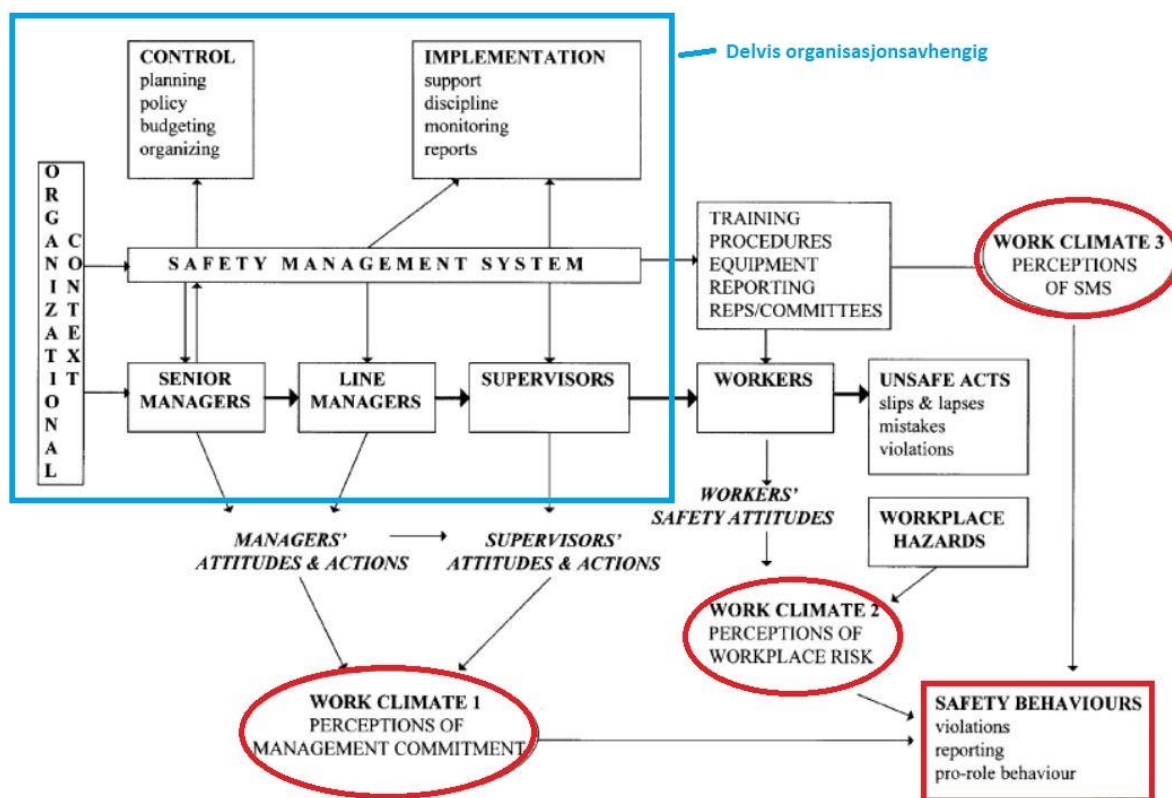 Delvis organisasjonsavhengig
CONTROL
planning
policy
budgeting
organizing
IMPLEMENTATION
support
discipline
monitoring
reports
ORGANIZATIONAL
CONTEXT
SAFETY MANAGEMENT SYSTEM
TRAINING
PROCEDURES
EQUIPMENT
REPORTING
REPS/COMMITTEES
WORK CLIMATE 3
PERCEPTIONS
OF SMS
SENIOR
MANAGERS
LINE
MANAGERS
SUPERVISORS
WORKERS
UNSAFE ACTS
slips & lapses
mistakes
violations
MANAGERS'
ATTITUDES & ACTIONS
SUPERVISORS'
ATTITUDES & ACTIONS
WORKERS'
SAFETY ATTITUDES
WORKPLACE
HAZARDS
WORK CLIMATE 2
PERCEPTIONS OF
WORKPLACE RISK
WORK CLIMATE 1
PERCEPTIONS OF
MANAGEMENT COMMITMENT
SAFETY BEHAVIOURS
violations
reporting
pro-role behaviour